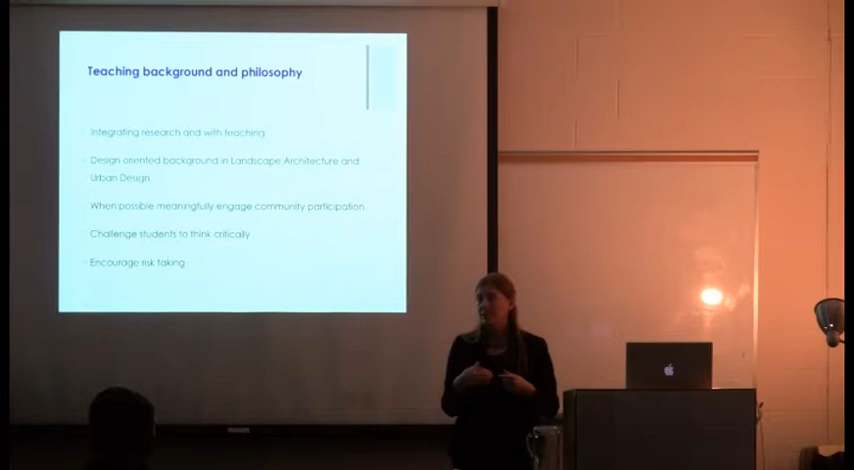 Teaching background and philosophy
Integrating research and with teaching
Design oriented background in Landscape Architecture and
Urban Design
When possible meaningfully engage community participation
Challenge students to think critically
Encourage risk taking